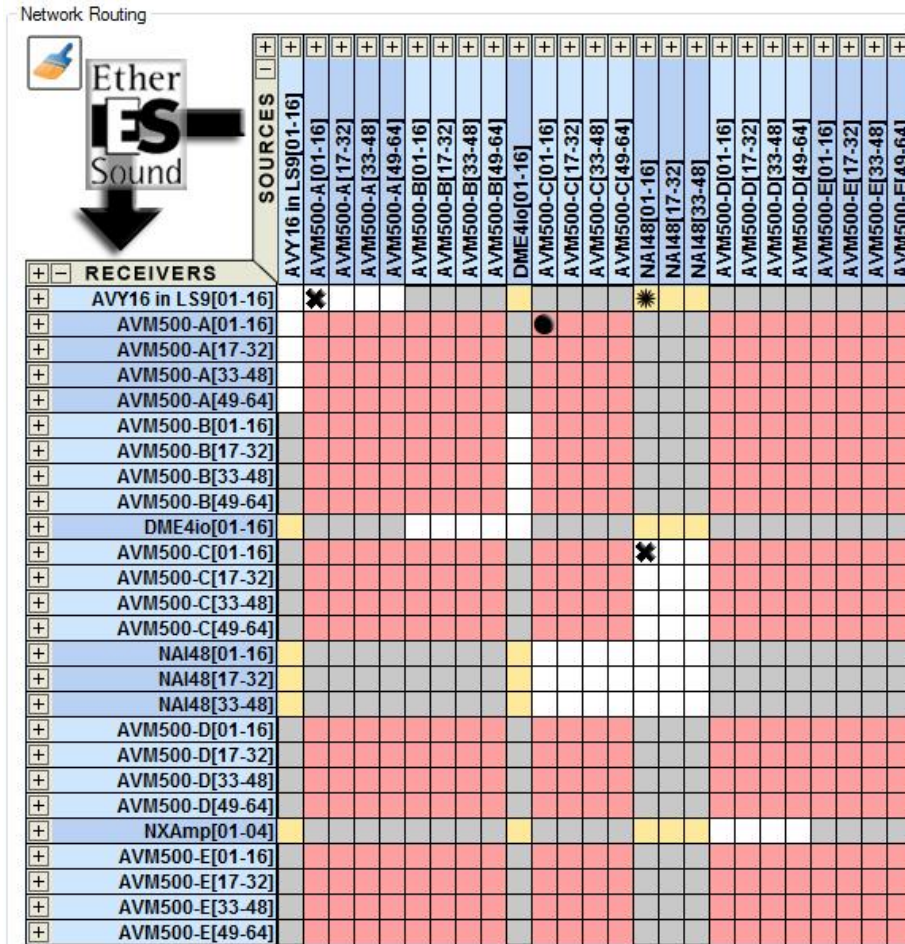 Network Routing
Ether
ES
Sound
SOURCES
AVY16 in LS9[01-16]
AVM500-A[01-16]
AVM500-A[17-32]
AVM500-A[33-48]
AVM500-A[49-64]
AVM500-B[01-16]
AVM500-B[17-32]
AVM500-B[33-48]
AVM500-B[49-64]
DME4io[01-16]
AVM500-C[01-16]
AVM500-C[17-32]
AVM500-C[33-48]
AVM500-C[49-64]
NAI48[01-16]
NAI48[17-32]
NAI48[33-48]
AVM500-D[01-16]
AVM500-D[17-32]
AVM500-D[33-48]
AVM500-D[49-64]
AVM500-E[01-16]
AVM500-E[17-32]
AVM500-E[33-48]
AVM500-E[49-64]
RECEIVERS
AVY16 in LS9[01-16]
AVM500-A[01-16]
AVM500-A[17-32]
AVM500-A[33-48]
AVM500-A[49-64]
AVM500-B[01-16]
AVM500-B[17-32]
AVM500-B[33-48]
AVM500-B[49-64]
DME4io[01-16]
AVM500-C[01-16]
AVM500-C[17-32]
AVM500-C[33-48]
AVM500-C[49-64]
NAI48[01-16]
NAI48[17-32]
NAI48[33-48]
AVM500-D[01-16]
AVM500-D[17-32]
AVM500-D[33-48]
AVM500-D[49-64]
NXAmp[01-04]
AVM500-E[01-16]
AVM500-E[17-32]
AVM500-E[33-48]
AVM500-E[49-64]